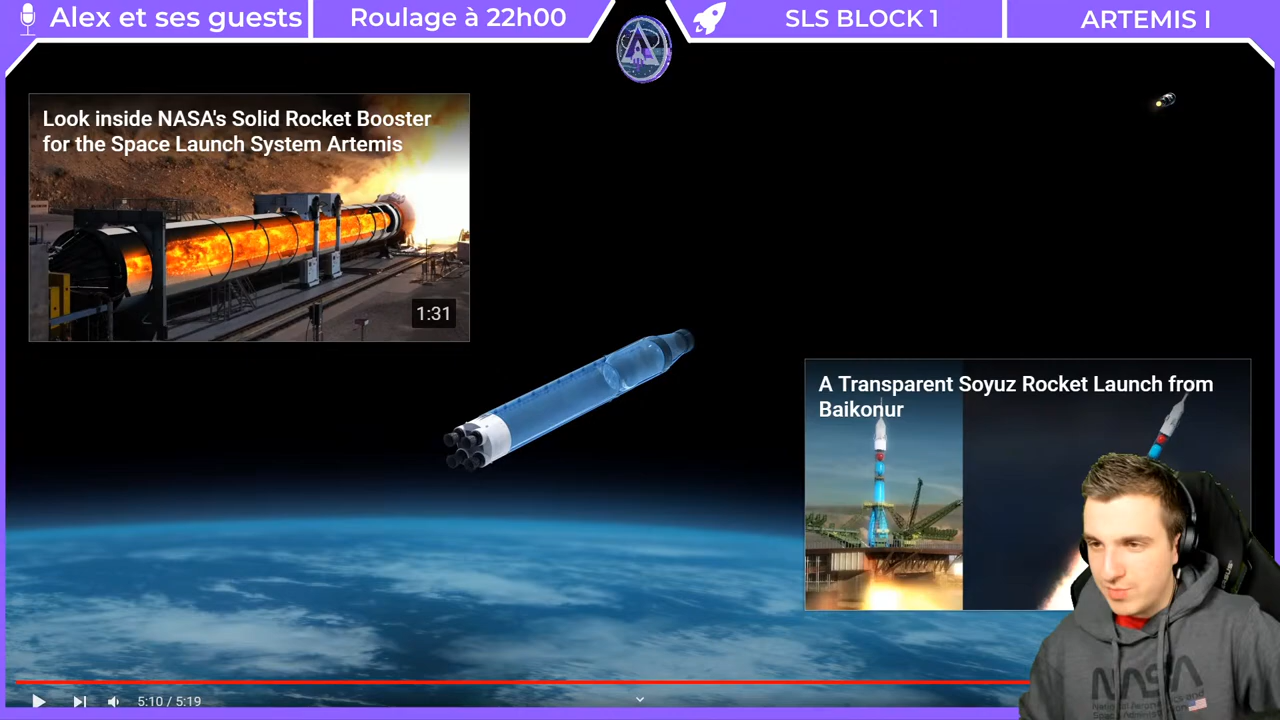 Alex et ses guests
Roulage à 22h00
SLS BLOCK 1
ARTEMIS I
Look inside NASA's Solid Rocket Booster
for the Space Launch System Artemis
1:31
A Transparent Soyuz Rocket Launch from
Baikonur
NASA
5:10 / 5:19